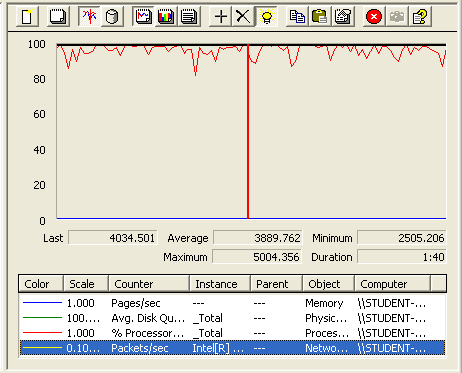 100
80
60
40
20
0
Last 4034.501 Average 3889.762 Minimum 2505.206
Maximum 5004.356 Duration 1:40
Color Scale Counter Instance Parent Object Computer
1.000 Pages/sec --- --- Memory \\STUDENT-...
100.... Avg. Disk Qu... _Total --- Physic... \\STUDENT-...
1.000 % Processor... _Total --- Proces... \\STUDENT-...
0.10... Packets/sec Intel[R] ... --- Netwo... \\STUDENT-...